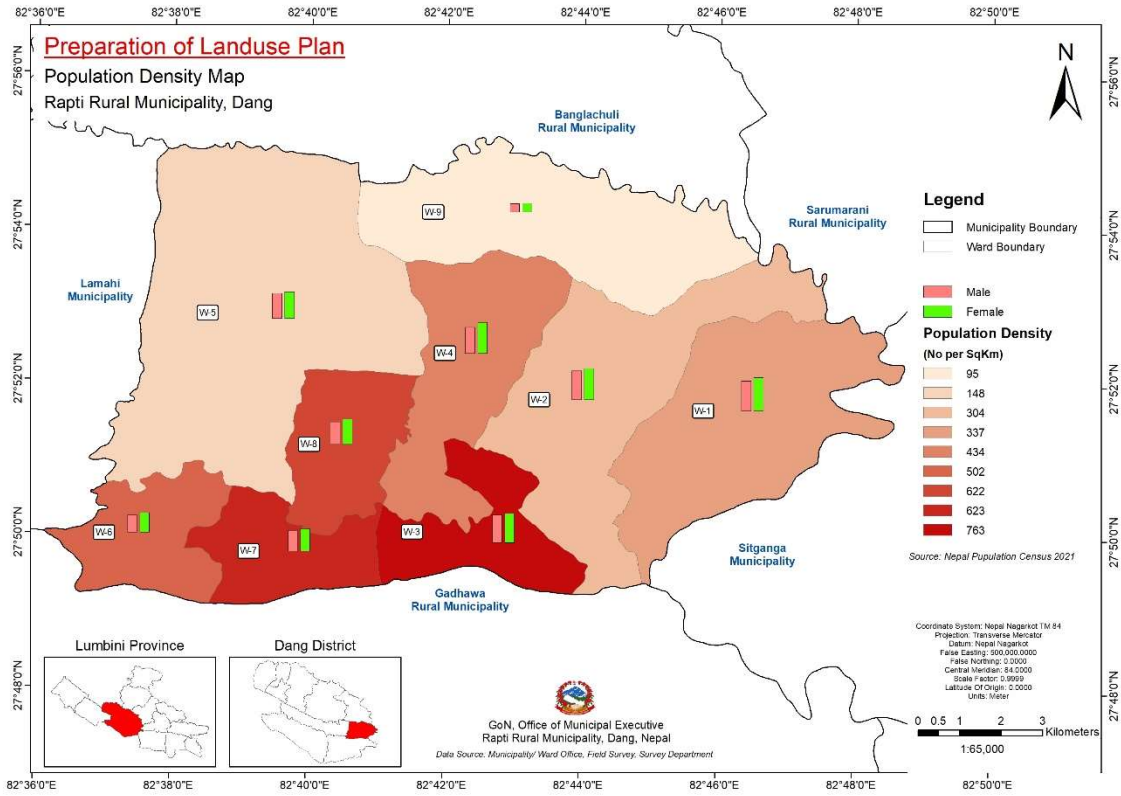 82°36'0"E 82°38'0"E 82°40'0"E 82°42'0"E 82°44'0"E 82°46'0"E 82°48'0"E 82°50'0"E
Preparation of Landuse Plan
Population Density Map
Rapti Rural Municipality, Dang
N
27°56'0"N
27°54'0"N
27°52'0"N
27°50'0"N
27°48'0"N
27°56'0"N
27°54'0"N
27°52'0"N
27°50'0"N
27°48'0"N
Banglachuli
Rural Municipality
Sarumarani
Rural Municipality
Lamahi
Municipality
Sitganga
Municipality
Gadhawa
Rural Municipality
W-9
W-5
W-4
W-2
W-1
W-8
W-6
W-7
W-3
Legend
Municipality Boundary
Ward Boundary
Male
Female
Population Density
(No per SqKm)
95
148
304
337
434
502
622
623
763
Source: Nepal Pupulation Census 2021
Coordinate System: Nepal Nagarkot TM 84
Projection: Transverse Mercator
Datum: Nepal Nagarkot
False Easting: 500,000.0000
False Northing: 0.0000
Central Meridian: 84.0000
Scale Factor: 0.9999
Latitude Of Origin: 0.0000
Units: Meter
0 0.5 1 2 3
Kilometers
1:65,000
Lumbini Province
Dang District
GoN, Office of Municipal Executive
Rapti Rural Municipality, Dang, Nepal
Data Source: Municipality/ Ward Office, Field Survey, Survey Department
82°36'0"E 82°38'0"E 82°40'0"E 82°42'0"E 82°44'0"E 82°46'0"E 82°48'0"E 82°50'0"E